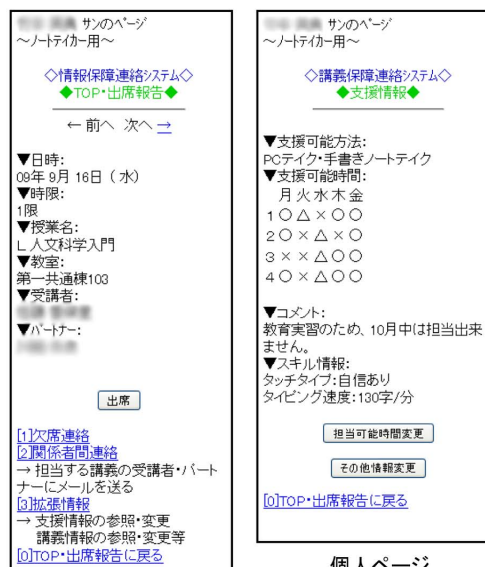 サンのページ
～ノートテイカー用～
◇情報保障連絡システム◇
◆TOP・出席報告◆
←前へ 次へ→
▼日時:
09年 9月 16日（水）
▼時限:
1限
▼授業名:
L 人文科学入門
▼教室:
第一共通棟103
▼受講者:
▼パートナー:
出席
[1]欠席連絡
[2]関係者間連絡
→ 担当する講義の受講者・パート
ナーにメールを送る
[3]拡張情報
→ 支援情報の参照・変更
講義情報の参照・変更等
[0]TOP・出席報告に戻る
サンのページ
～ノートテイカー用～
◇講義保障連絡システム◇
◆支援情報◆
▼支援可能方法:
PCテイク・手書きノートテイク
▼支援可能時間:
月火水木金
1○△×○○
2○×△×○
3××△○○
4○×△○○
▼コメント:
教育実習のため、10月中は担当出来
ません。
▼スキル情報:
タッチタイプ:自信あり
タイピング速度:130字/分
担当可能時間変更
その他情報変更
[0]TOP・出席報告に戻る
個人ページ